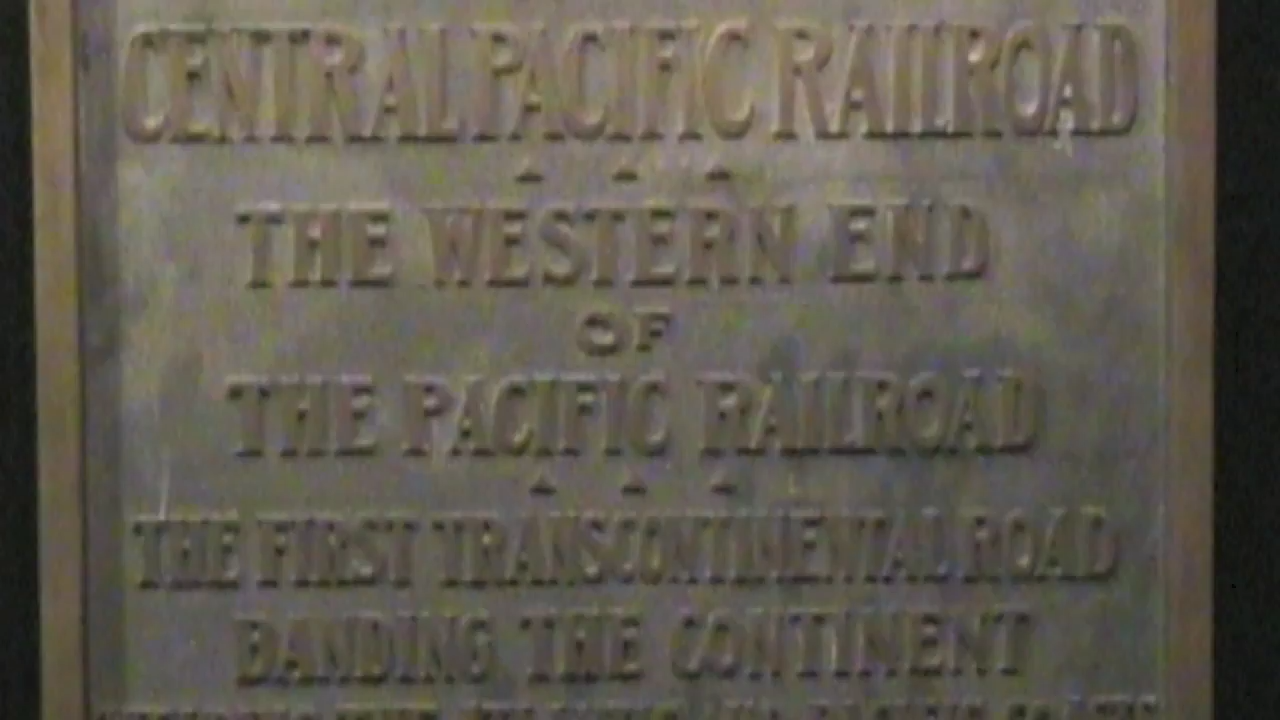 CENTRAL PACIFIC RAILROAD
THE WESTERN END
OF
THE PACIFIC RAILROAD
THE FIRST TRANSCONTINENTAL ROAD
BANDING THE CONTINENT